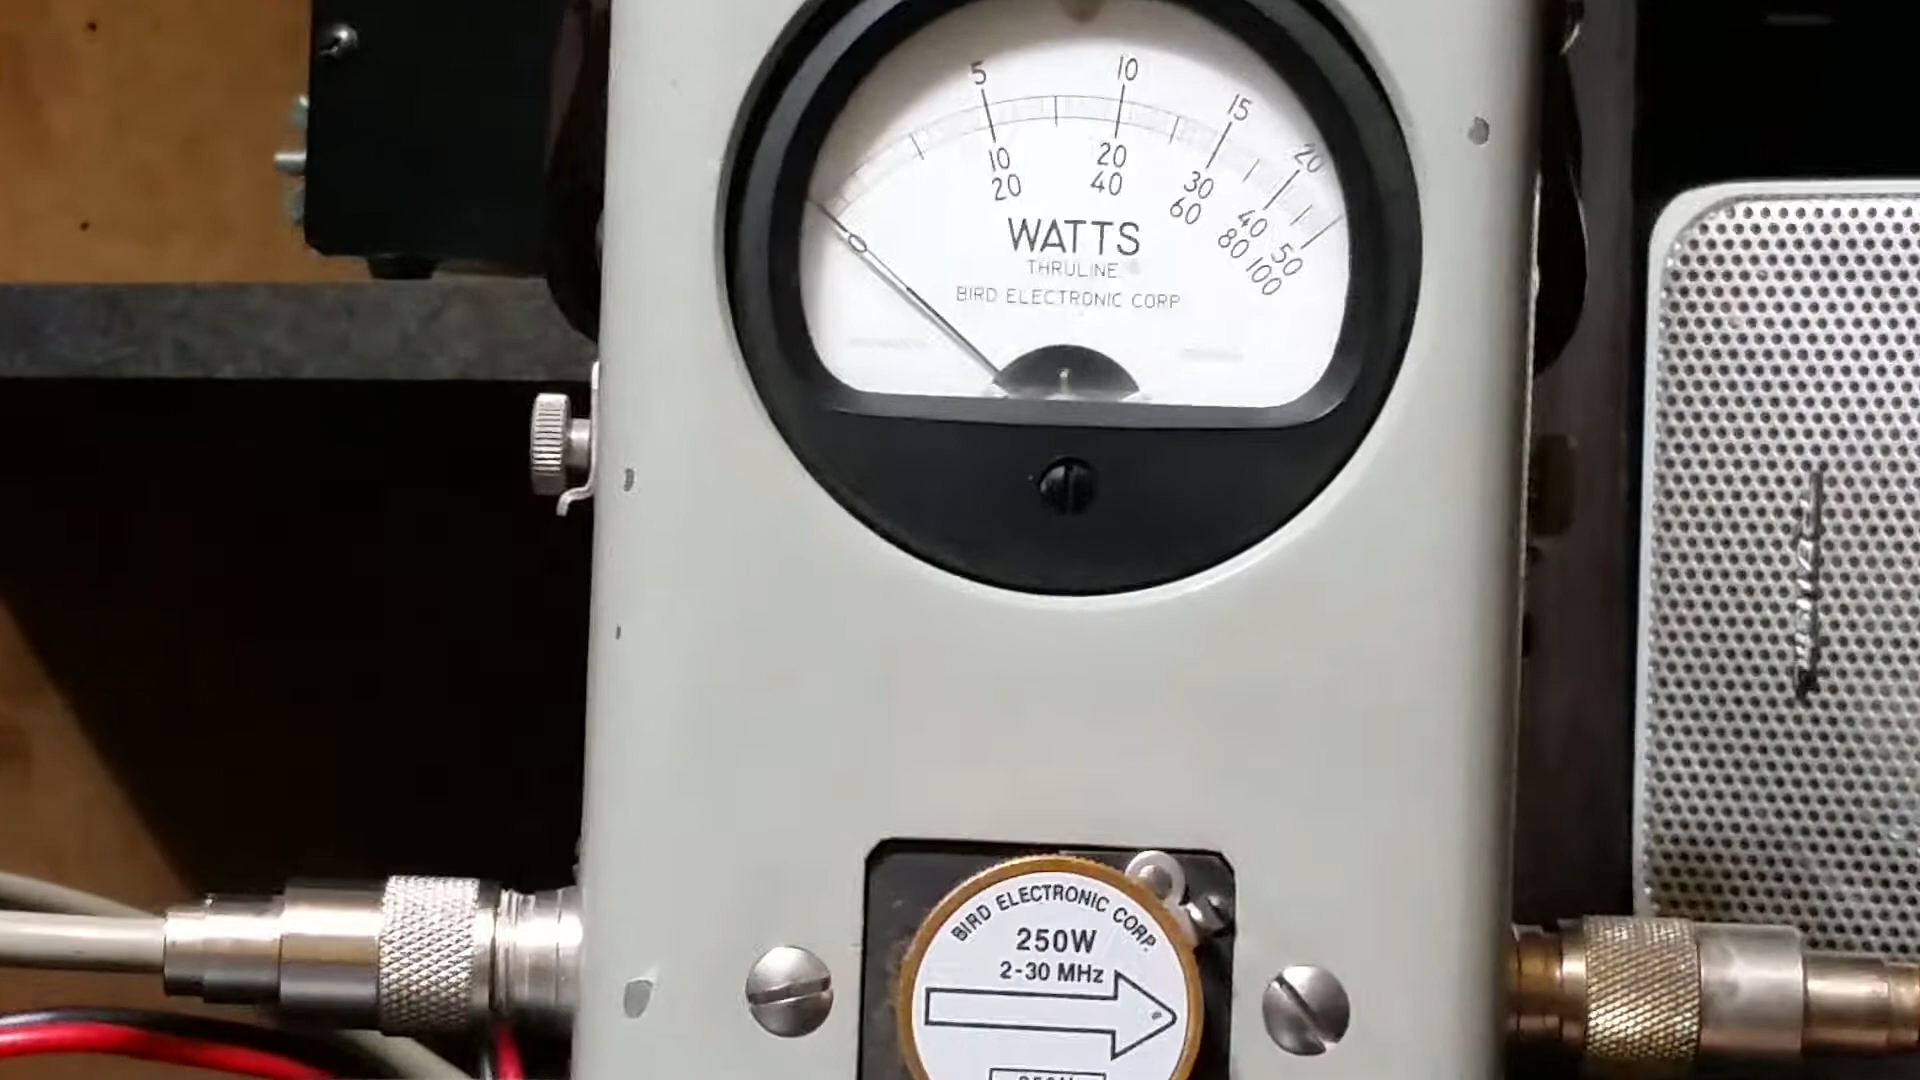 5 10 15 20
10 20 30 40 50
20 40 60 80 100
0
WATTS
THRULINE
BIRD ELECTRONIC CORP
BIRD ELECTRONIC CORP.
250W
2-30 MHz